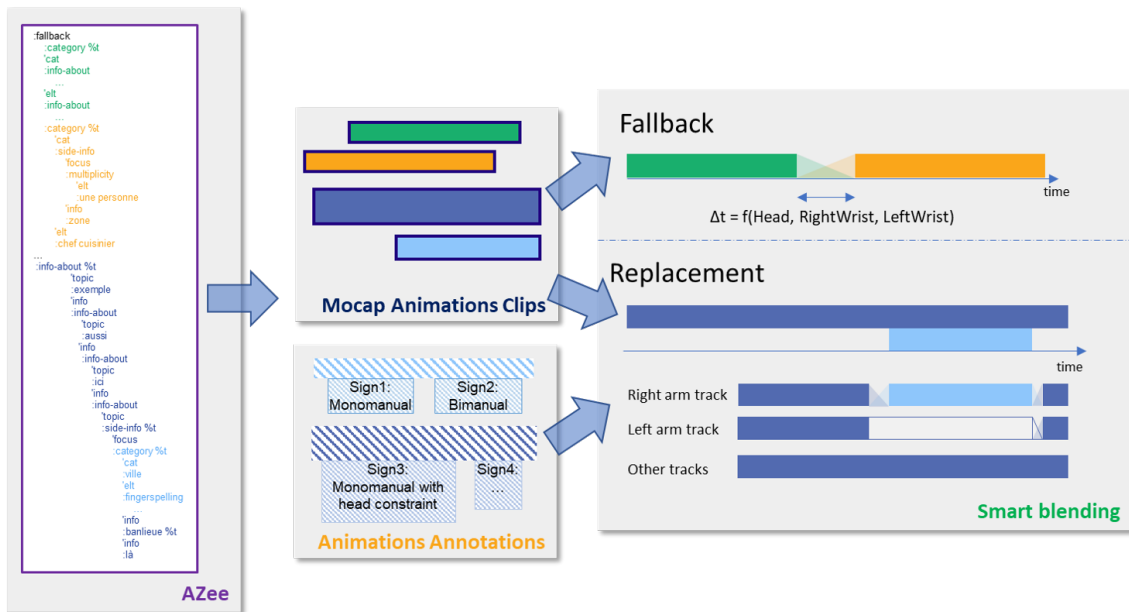 :fallback
:category %t
'cat
:info-about
...
'elt
:info-about
...
:category %t
'cat
:side-info
'focus
:multiplicity
'elt
:une personne
'info
:zone
'elt
:chef cuisinier
...
:info-about %t
'topic
:exemple
'info
:info-about
'topic
:aussi
'info
:info-about
'topic
:ici
'info
:info-about
'topic
:side-info %t
'focus
:category %t
'cat
:ville
'elt
:fingerspelling
...
'info
:banlieue %t
'info
:là
AZee
Mocap Animations Clips
Sign1:
Monomanual
Sign2:
Bimanual
Sign3:
Monomanual with
head constraint
Sign4:
...
Animations Annotations
Fallback
time
Δt = f(Head, RightWrist, LeftWrist)
Replacement
time
Right arm track
Left arm track
Other tracks
Smart blending